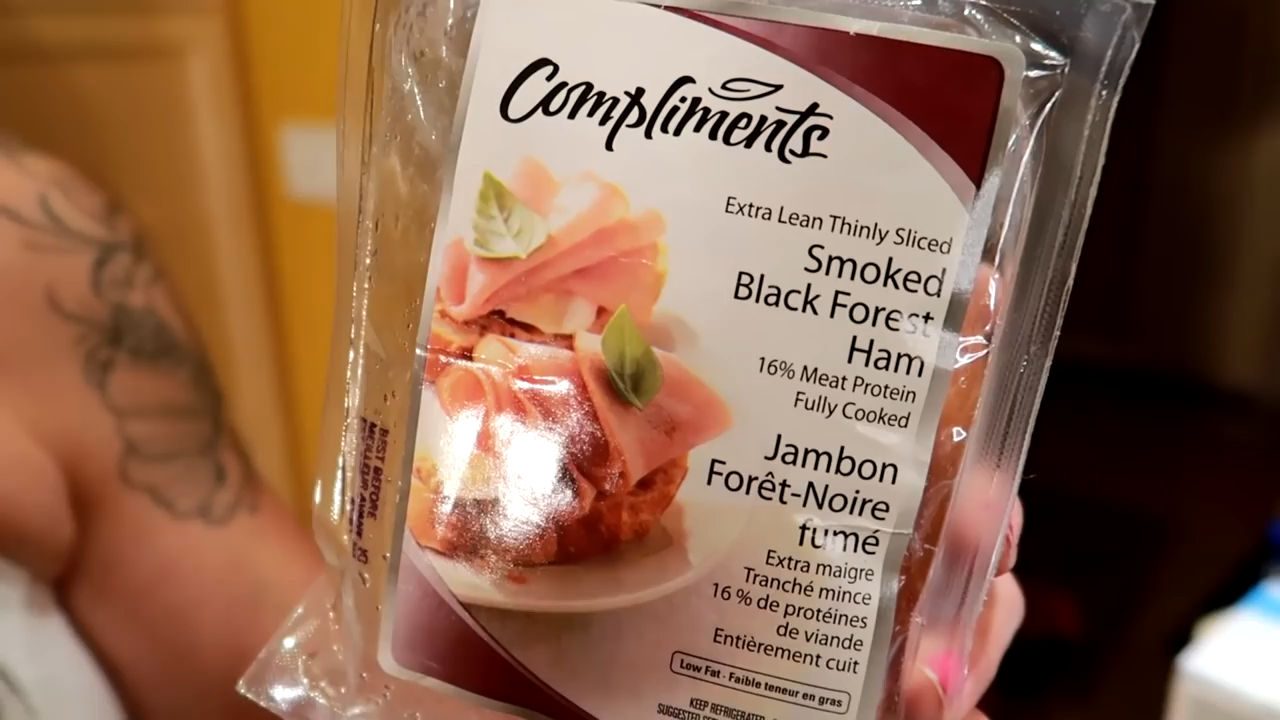 Compliments
Extra Lean Thinly Sliced
Smoked
Black Forest
Ham
16% Meat Protein
Fully Cooked
Jambon
Forêt-Noire
fumé
Extra maigre
Tranché mince
16 % de protéines
de viande
Entièrement cuit
Low Fat · Faible teneur en gras
KEEP REFRIGERATED
SUGGESTED
BEST BEFORE
MEILLEUR AVANT